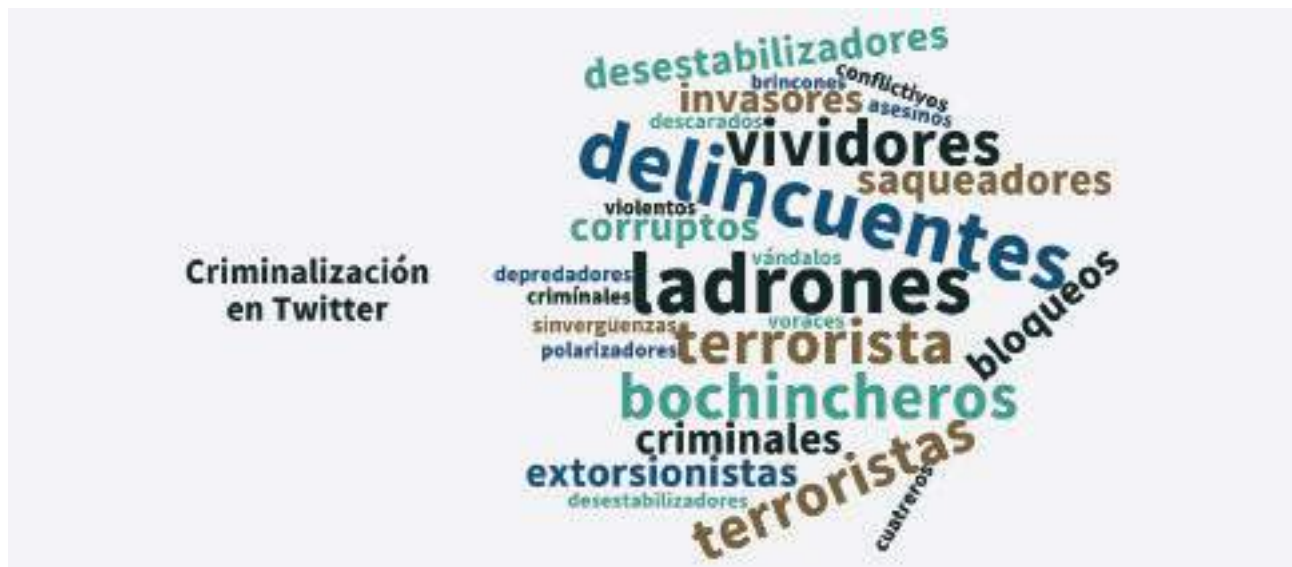 Criminalización
en Twitter
desestabilizadores
conflictivos
brincones
invasores
asesinos
descarados
vividores
delincuentes
saqueadores
violentos
corruptos
vándalos
depredadores
ladrones
criminales
bloqueos
sinvergüenzas
voraces
terrorista
polarizadores
bochincheros
criminales
terroristas
extorsionistas
desestabilizadores
cuatreros